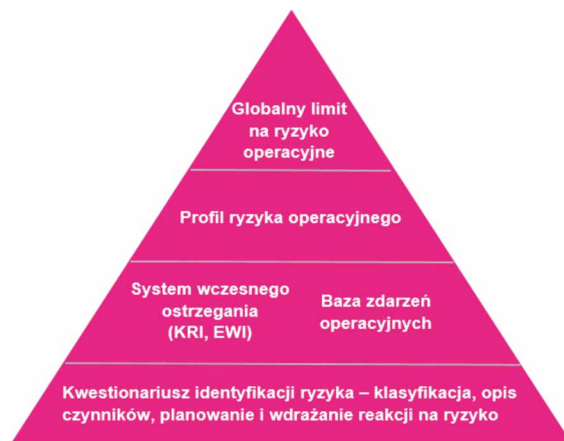 Globalny limit
na ryzyko
operacyjne
Profil ryzyka operacyjnego
System wczesnego
ostrzegania
(KRI, EWI)
Baza zdarzeń
operacyjnych
Kwestionariusz identyfikacji ryzyka – klasyfikacja, opis
czynników, planowanie i wdrażanie reakcji na ryzyko